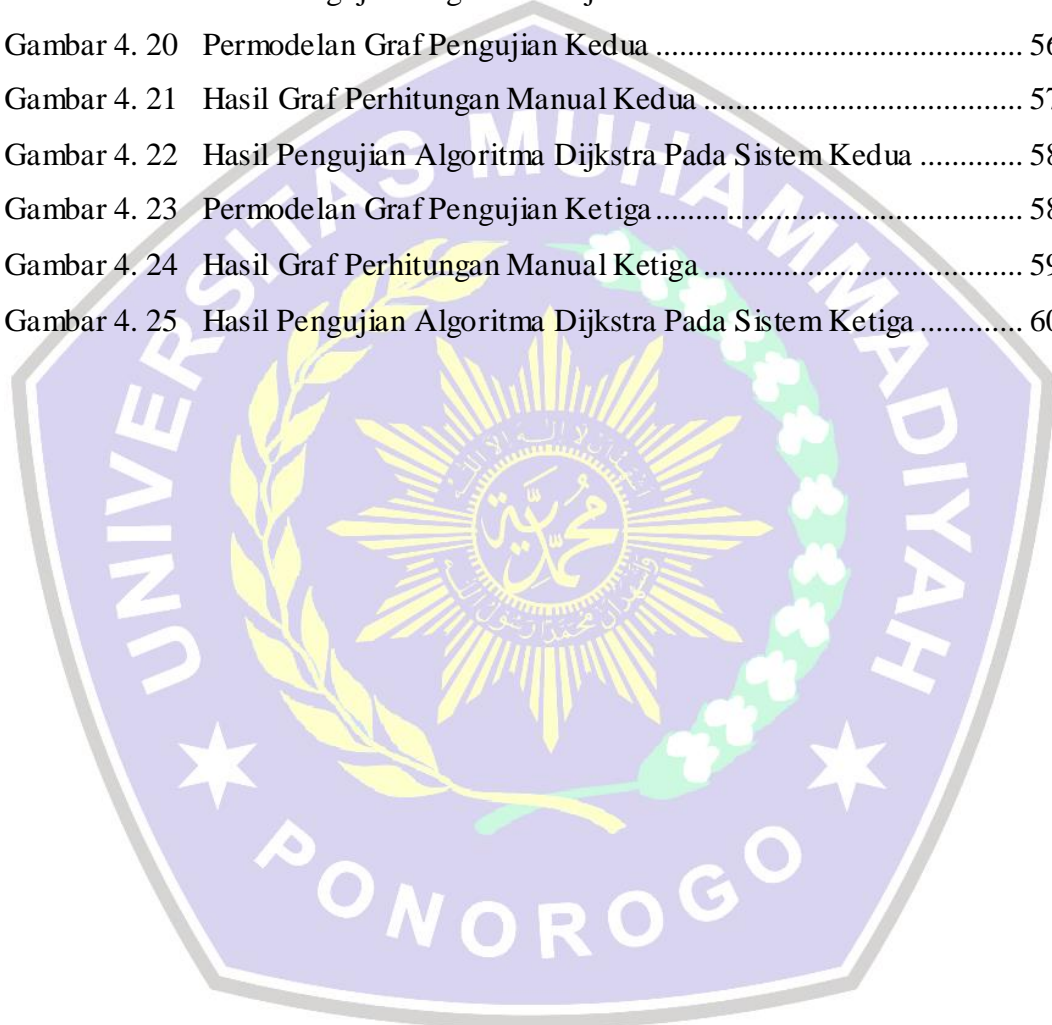 Gambar 4. 20 Permodelan Graf Pengujian Kedua ............................................... 56
Gambar 4. 21 Hasil Graf Perhitungan Manual Kedua ......................................... 57
Gambar 4. 22 Hasil Pengujian Algoritma Dijkstra Pada Sistem Kedua ............. 58
Gambar 4. 23 Permodelan Graf Pengujian Ketiga ............................................... 58
Gambar 4. 24 Hasil Graf Perhitungan Manual Ketiga ......................................... 59
Gambar 4. 25 Hasil Pengujian Algoritma Dijkstra Pada Sistem Ketiga ............. 60
UNIVERSITAS MUHAMMADIYAH
PONOROGO
محمدية